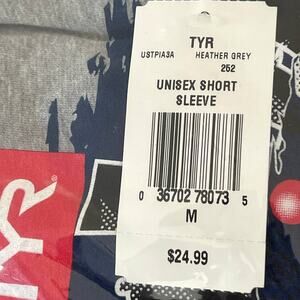 TYR
USTPIA3A HEATHER GREY
252
UNISEX SHORT
SLEEVE
0 36702 78073 5
M
$24.99
TYR
®